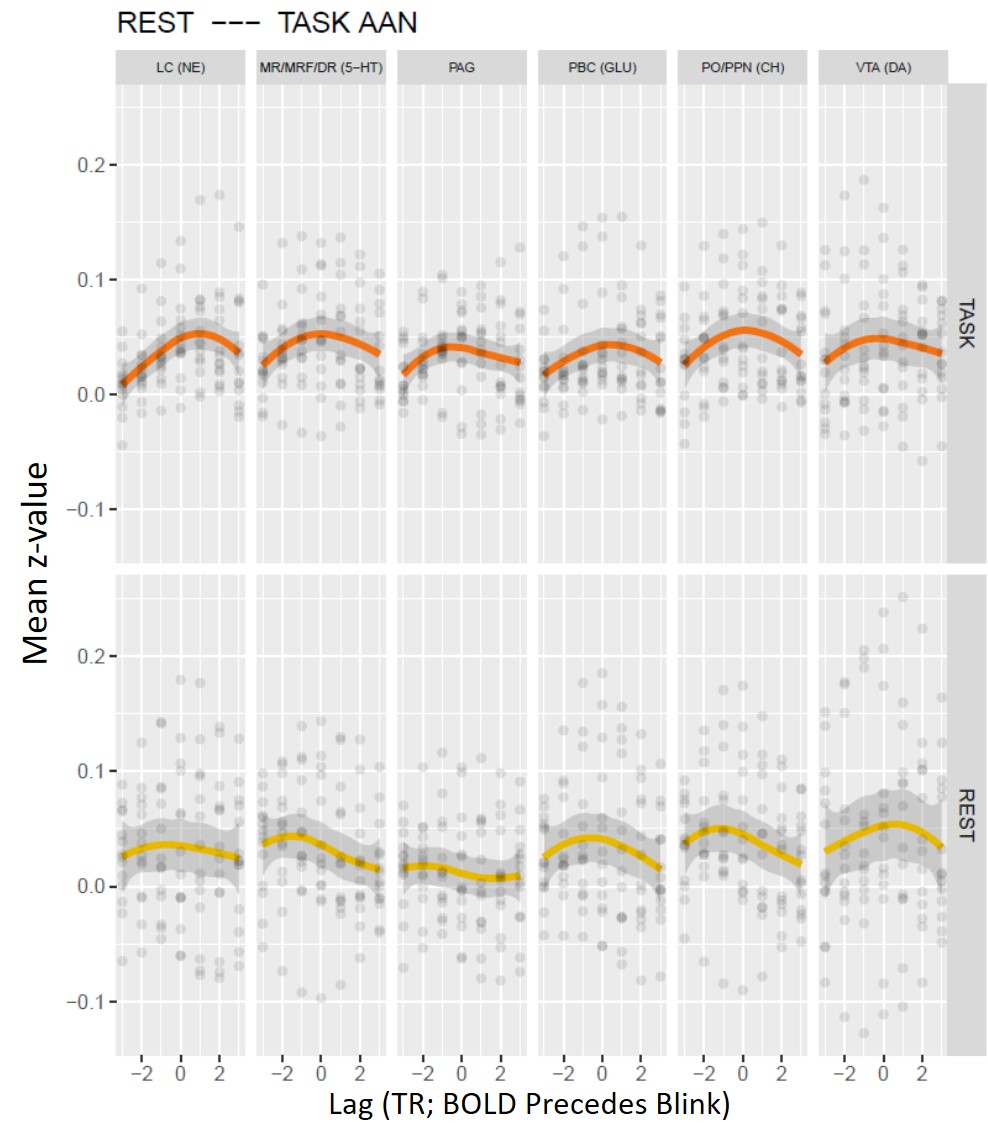 REST --- TASK AAN
LC (NE) MR/MRF/DR (5−HT) PAG PBC (GLU) PO/PPN (CH) VTA (DA)
0.2
0.1
0.0
−0.1
TASK
Mean z-value
0.2
0.1
0.0
−0.1
REST
−2 0 2 −2 0 2 −2 0 2 −2 0 2 −2 0 2 −2 0 2
Lag (TR; BOLD Precedes Blink)